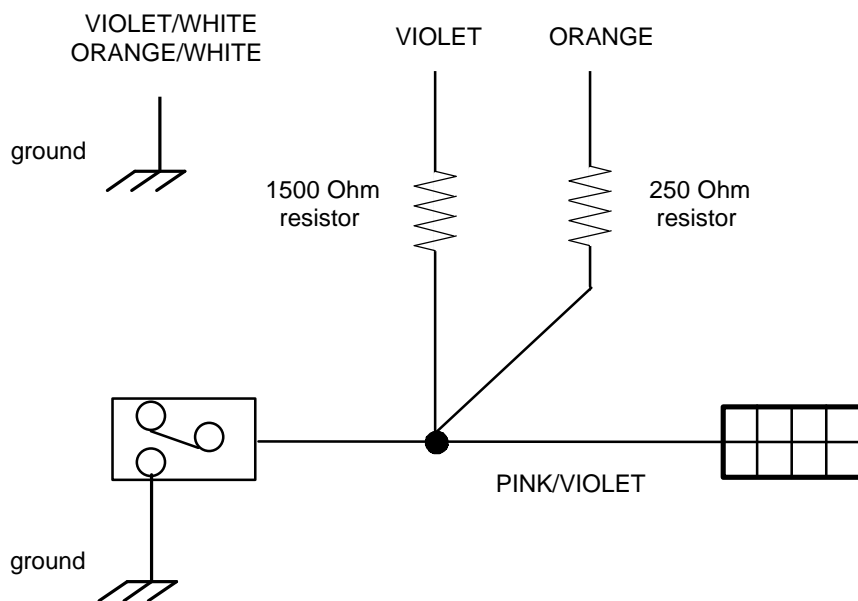 VIOLET/WHITE
ORANGE/WHITE
VIOLET
ORANGE
ground
1500 Ohm
resistor
250 Ohm
resistor
PINK/VIOLET
ground